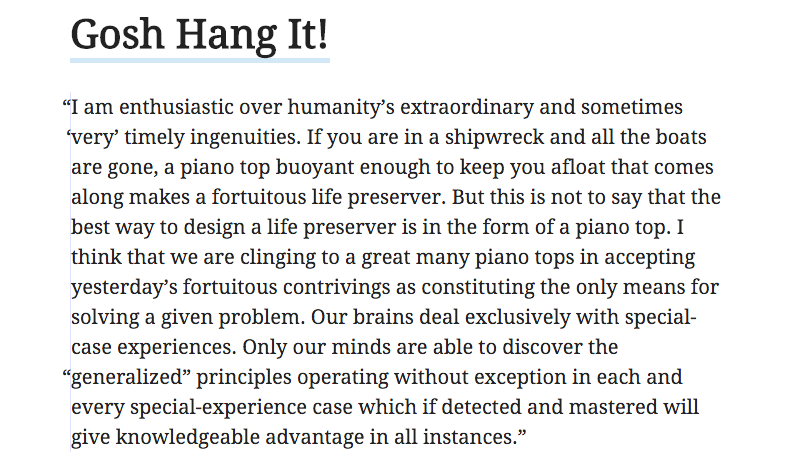 Gosh Hang It!
“I am enthusiastic over humanity’s extraordinary and sometimes
‘very’ timely ingenuities. If you are in a shipwreck and all the boats
are gone, a piano top buoyant enough to keep you afloat that comes
along makes a fortuitous life preserver. But this is not to say that the
best way to design a life preserver is in the form of a piano top. I
think that we are clinging to a great many piano tops in accepting
yesterday’s fortuitous contrivings as constituting the only means for
solving a given problem. Our brains deal exclusively with special-
case experiences. Only our minds are able to discover the
“generalized” principles operating without exception in each and
every special-experience case which if detected and mastered will
give knowledgeable advantage in all instances.”